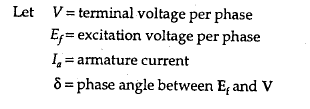 Let V = terminal voltage per phase
E_f = excitation voltage per phase
I_a = armature current
δ = phase angle between E_f and V